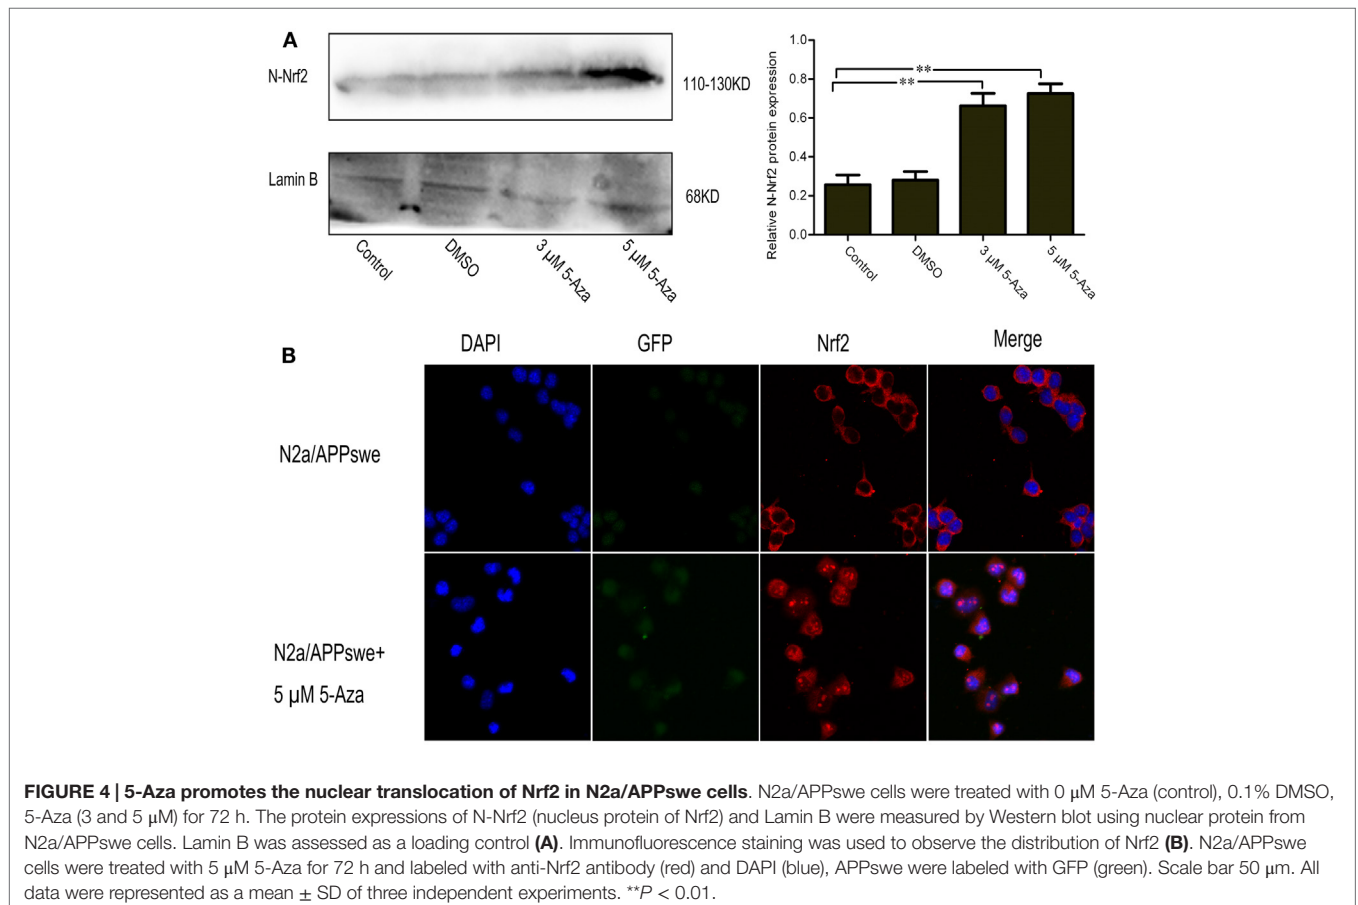 A
N-Nrf2
110-130KD
Lamin B
68KD
Control
DMSO
3 μM 5-Aza
5 μM 5-Aza
Relative N-Nrf2 protein expression
1.0
0.8
0.6
0.4
0.2
0.0
**
**
Control
DMSO
3 μM 5-Aza
5 μM 5-Aza
B
DAPI
GFP
Nrf2
Merge
N2a/APPswe
N2a/APPswe+
5 μM 5-Aza
FIGURE 4 | 5-Aza promotes the nuclear translocation of Nrf2 in N2a/APPswe cells. N2a/APPswe cells were treated with 0 μM 5-Aza (control), 0.1% DMSO,
5-Aza (3 and 5 μM) for 72 h. The protein expressions of N-Nrf2 (nucleus protein of Nrf2) and Lamin B were measured by Western blot using nuclear protein from
N2a/APPswe cells. Lamin B was assessed as a loading control (A). Immunofluorescence staining was used to observe the distribution of Nrf2 (B). N2a/APPswe
cells were treated with 5 μM 5-Aza for 72 h and labeled with anti-Nrf2 antibody (red) and DAPI (blue), APPswe were labeled with GFP (green). Scale bar 50 μm. All
data were represented as a mean ± SD of three independent experiments. **P < 0.01.